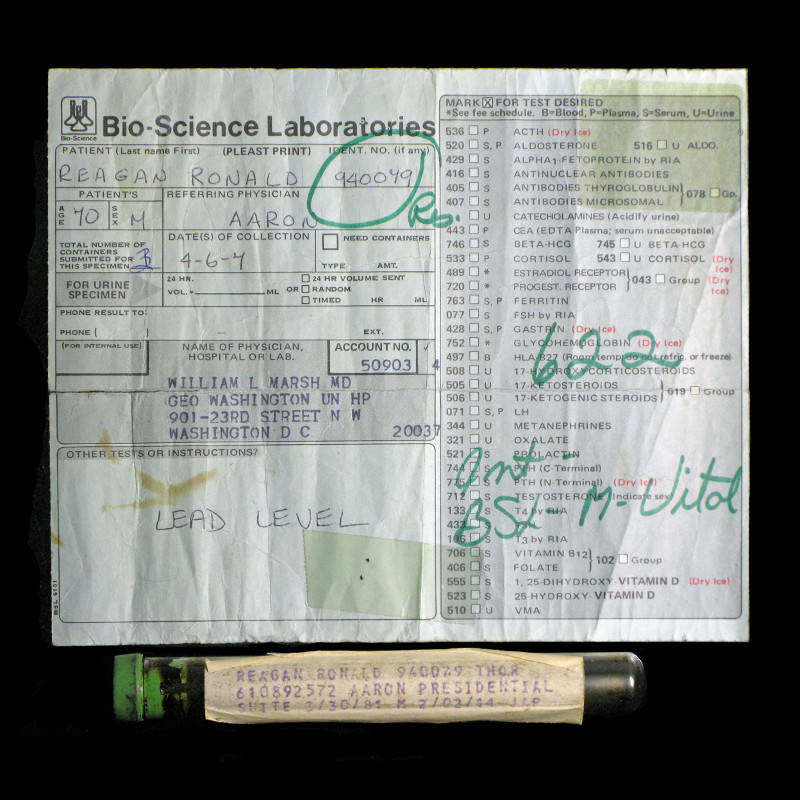 Bio-Science
Bio-Science Laboratories
PATIENT (Last name First) (PLEASE PRINT) IDENT. NO. (if any)
REAGAN RONALD 940079
Rb.
PATIENT'S
AGE 70 SEX M
REFERRING PHYSICIAN
AARON
TOTAL NUMBER OF CONTAINERS SUBMITTED FOR THIS SPECIMEN
DATE(S) OF COLLECTION
4-6-4
NEED CONTAINERS
TYPE AMT.
FOR URINE SPECIMEN
24 HR. VOL. ML OR
24 HR VOLUME SENT
RANDOM
TIMED HR ML
PHONE RESULT TO:
PHONE ( ) EXT.
(FOR INTERNAL USE)
NAME OF PHYSICIAN, HOSPITAL OR LAB.
ACCOUNT NO.
50903 4
WILLIAM L MARSH MD
GEO WASHINGTON UN HP
901-23RD STREET N W
WASHINGTON D C 20037
OTHER TESTS OR INSTRUCTIONS?
LEAD LEVEL
MARK X FOR TEST DESIRED
*See fee schedule. B=Blood, P=Plasma, S=Serum, U=Urine
536 P ACTH (Dry Ice)
520 S, P ALDOSTERONE 516 U ALDO.
429 S ALPHA1-FETOPROTEIN by RIA
416 S ANTINUCLEAR ANTIBODIES
405 S ANTIBODIES THYROGLOBULIN
407 S ANTIBODIES MICROSOMAL 078 Gp.
U CATECHOLAMINES (Acidify urine)
443 P CEA (EDTA Plasma; serum unacceptable)
746 S BETA-HCG 745 U BETA-HCG
533 P CORTISOL 543 U CORTISOL (Dry Ice)
489 * ESTRADIOL RECEPTOR
720 * PROGEST. RECEPTOR 043 Group (Dry Ice)
763 S, P FERRITIN
077 S FSH by RIA
428 S, P GASTRIN (Dry Ice)
752 * GLYCOHEMOGLOBIN (Dry Ice)
497 B HLA-B27 (Room temp. do not refrig. or freeze)
508 U 17-HYDROXYCORTICOSTEROIDS
505 U 17-KETOSTEROIDS
506 U 17-KETOGENIC STEROIDS 619 Group
071 S, P LH
344 U METANEPHRINES
321 U OXALATE
521 S PROLACTIN
744 S PTH (C-Terminal)
775 S PTH (N-Terminal) (Dry Ice)
712 S TESTOSTERONE (Indicate sex)
133 S T4 by RIA
432
106 S T3 by RIA
706 S VITAMIN B12
406 S FOLATE 102 Group
555 S 1, 25-DIHYDROXY-VITAMIN D (Dry Ice)
523 S 25-HYDROXY-VITAMIN D
510 U VMA
622
REAGAN RONALD 940079 THOR
610892572 AARON PRESIDENTIAL
SUITE 3/30/81 M 2/02/11 JAP